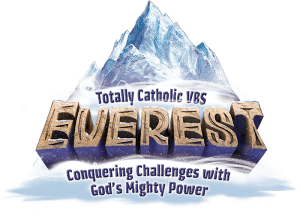 Totally Catholic VBS
EVEREST
Conquering Challenges with
God's Mighty Power